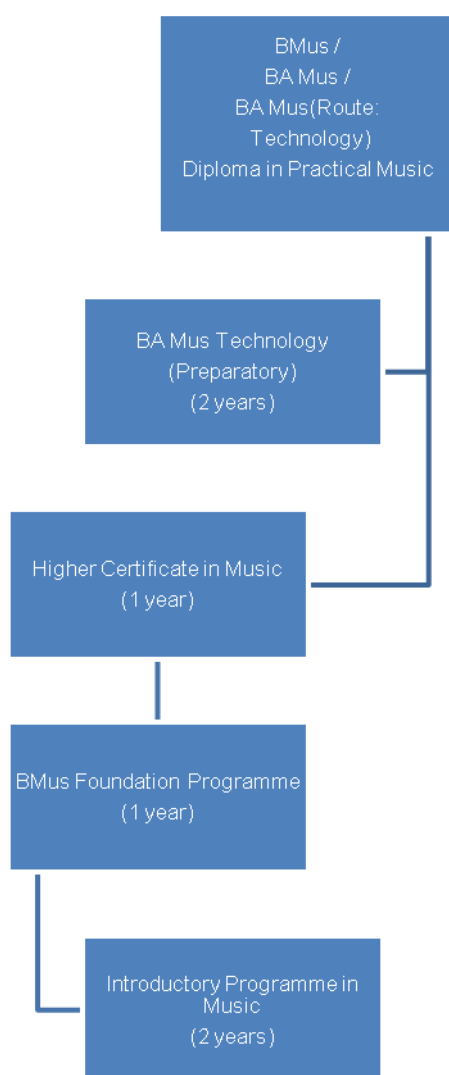 BMus /
BA Mus /
BA Mus(Route:
Technology)
Diploma in Practical Music
BA Mus Technology
(Preparatory)
(2 years)
Higher Certificate in Music
(1 year)
BMus Foundation Programme
(1 year)
Introductory Programme in
Music
(2 years)